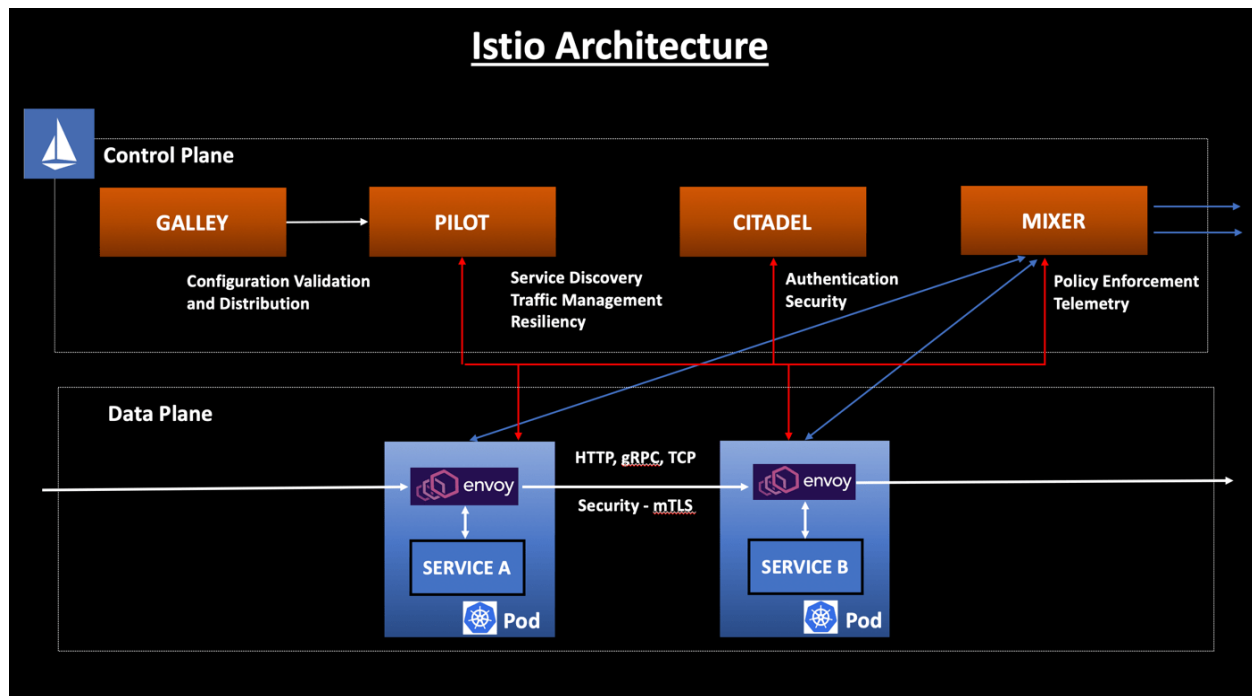 Istio Architecture
Control Plane
GALLEY
PILOT
CITADEL
MIXER
Configuration Validation
and Distribution
Service Discovery
Traffic Management
Resiliency
Authentication
Security
Policy Enforcement
Telemetry
Data Plane
HTTP, gRPC, TCP
envoy
envoy
Security - mTLS
SERVICE A
SERVICE B
Pod
Pod